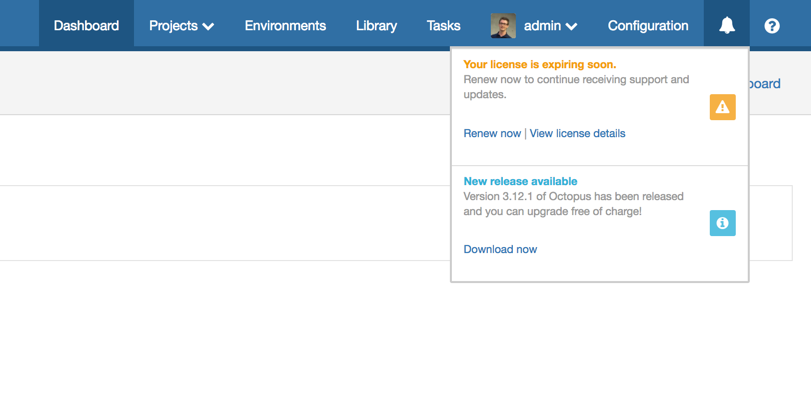 Dashboard Projects Environments Library Tasks admin Configuration
Your license is expiring soon.
Renew now to continue receiving support and
updates.
Renew now | View license details
New release available
Version 3.12.1 of Octopus has been released
and you can upgrade free of charge!
Download now
board